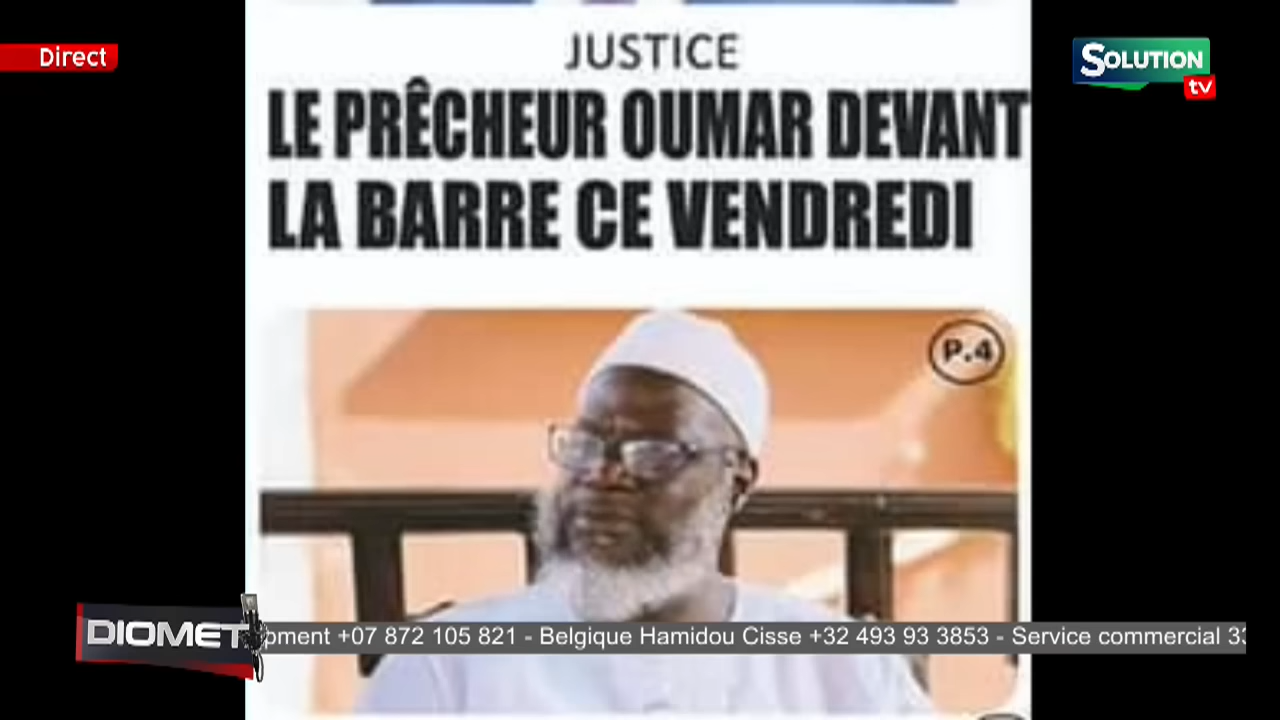 Direct
SOLUTION
tv
JUSTICE
LE PRÊCHEUR OUMAR DEVANT
LA BARRE CE VENDREDI
P.4
DIOMET
pment +07 872 105 821 - Belgique Hamidou Cisse +32 493 93 3853 - Service commercial 33